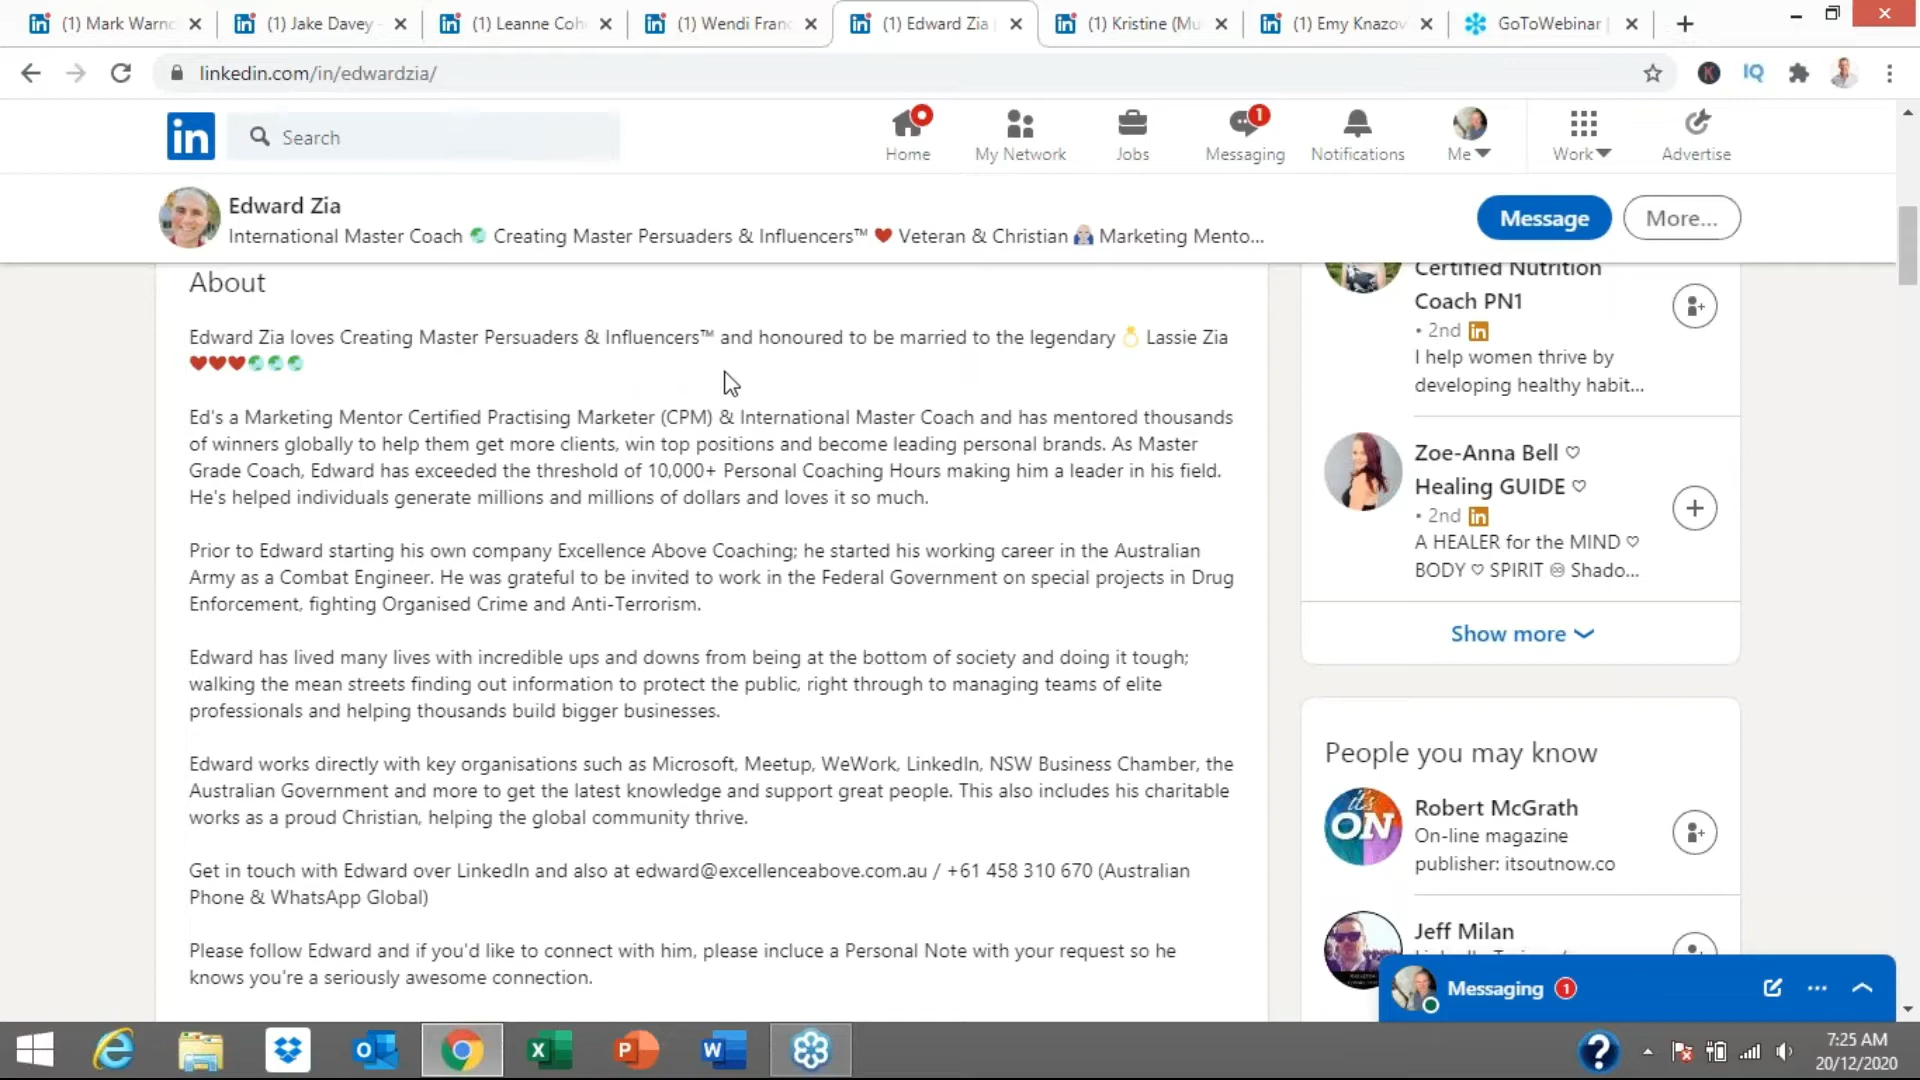 (1) Mark Warnc
(1) Jake Davey -
(1) Leanne Coh
(1) Wendi Franc
(1) Edward Zia
(1) Kristine (Mu
(1) Emy Knazov
GoToWebinar
linkedin.com/in/edwardzia/
K
IQ
in
Search
Home
My Network
Jobs
1
Messaging
Notifications
Me
Work
Advertise
Edward Zia
International Master Coach 🌏 Creating Master Persuaders & Influencers™ ❤ Veteran & Christian Marketing Mento...
Message
More...
About
Edward Zia loves Creating Master Persuaders & Influencers™ and honoured to be married to the legendary 💍 Lassie Zia
❤❤❤🌏🌏🌏
Ed's a Marketing Mentor Certified Practising Marketer (CPM) & International Master Coach and has mentored thousands
of winners globally to help them get more clients, win top positions and become leading personal brands. As Master
Grade Coach, Edward has exceeded the threshold of 10,000+ Personal Coaching Hours making him a leader in his field.
He's helped individuals generate millions and millions of dollars and loves it so much.
Prior to Edward starting his own company Excellence Above Coaching; he started his working career in the Australian
Army as a Combat Engineer. He was grateful to be invited to work in the Federal Government on special projects in Drug
Enforcement, fighting Organised Crime and Anti-Terrorism.
Edward has lived many lives with incredible ups and downs from being at the bottom of society and doing it tough;
walking the mean streets finding out information to protect the public, right through to managing teams of elite
professionals and helping thousands build bigger businesses.
Edward works directly with key organisations such as Microsoft, Meetup, WeWork, LinkedIn, NSW Business Chamber, the
Australian Government and more to get the latest knowledge and support great people. This also includes his charitable
works as a proud Christian, helping the global community thrive.
Get in touch with Edward over LinkedIn and also at edward@excellenceabove.com.au / +61 458 310 670 (Australian
Phone & WhatsApp Global)
Please follow Edward and if you'd like to connect with him, please incluce a Personal Note with your request so he
knows you're a seriously awesome connection.
Certified Nutrition
Coach PN1
• 2nd in
I help women thrive by
developing healthy habit...
Zoe-Anna Bell ♡
Healing GUIDE ♡
• 2nd in
A HEALER for the MIND ♡
BODY ♡ SPIRIT ♾ Shado...
Show more
People you may know
it's
ON
Robert McGrath
On-line magazine
publisher: itsoutnow.co
Jeff Milan
Messaging 1
7:25 AM
20/12/2020